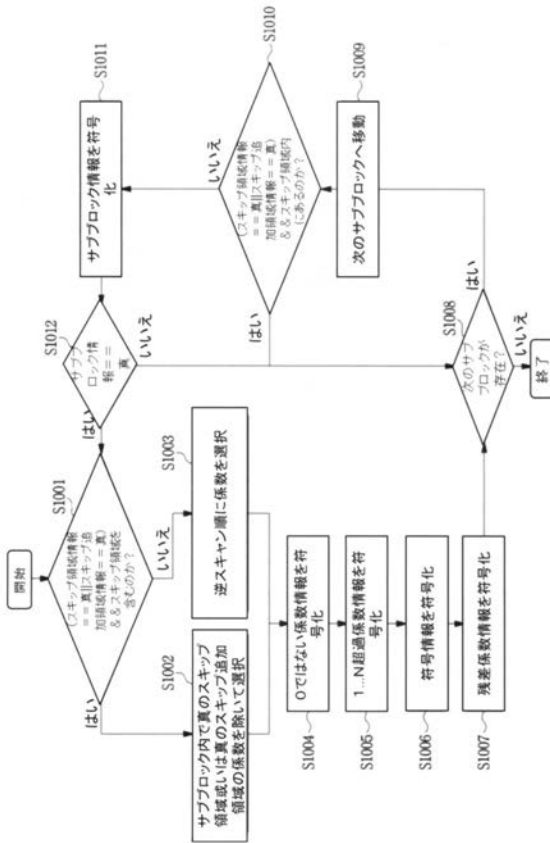 開始
S1001
(スキップ領域情報
==真||スキップ追
加領域情報==真)
&&スキップ領域を
含むのか?
はい
いいえ
S1002
サブブロック内で真のスキップ
領域或いは真のスキップ追加
領域の係数を除いて選択
S1003
逆スキャン順に係数を選択
S1004
0ではない係数情報を符
号化
S1005
1...N超過係数情報を符
号化
S1006
符号情報を符号化
S1007
残差係数情報を符号化
S1008
次のサブ
ブロックが
存在?
はい
いいえ
終了
S1009
次のサブブロックへ移動
S1010
(スキップ領域情報
==真||スキップ追
加領域情報==真)
&&スキップ領域内
にあるのか?
はい
いいえ
S1011
サブブロック情報を符号
化
S1012
サブブ
ロック情
報==
真
はい
いいえ